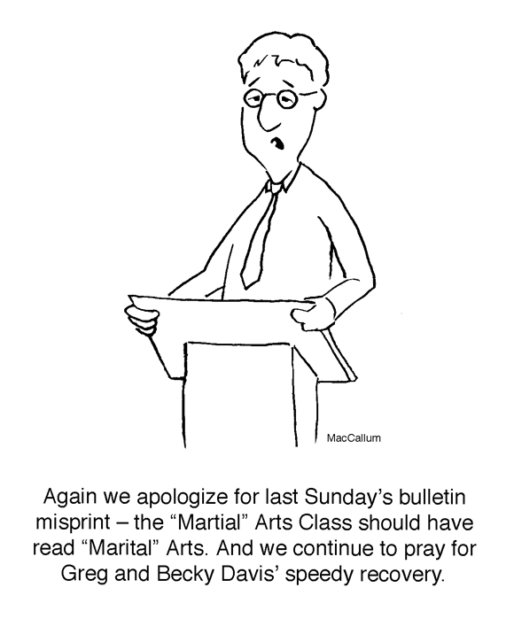 MacCallum
Again we apologize for last Sunday’s bulletin
misprint – the “Martial” Arts Class should have
read “Marital” Arts. And we continue to pray for
Greg and Becky Davis’ speedy recovery.